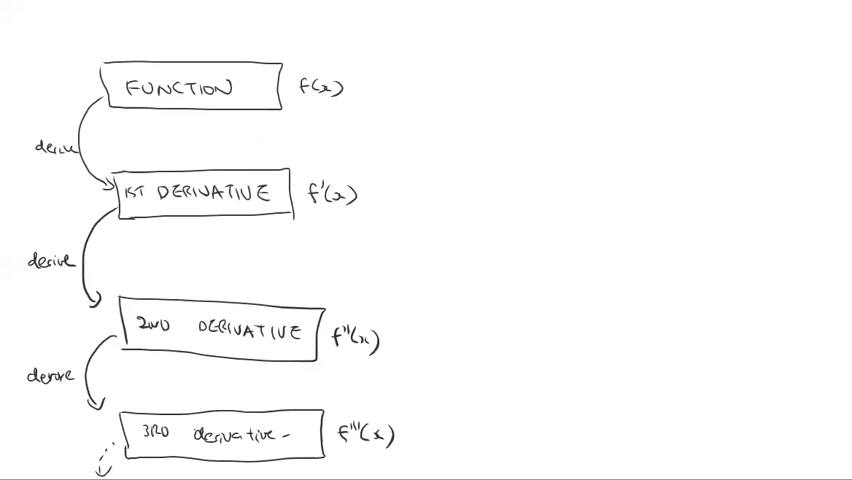 FUNCTION f(x)
derive
1ST DERIVATIVE f'(x)
derive
2ND DERIVATIVE f''(x)
derive
3RD derivative f'''(x)